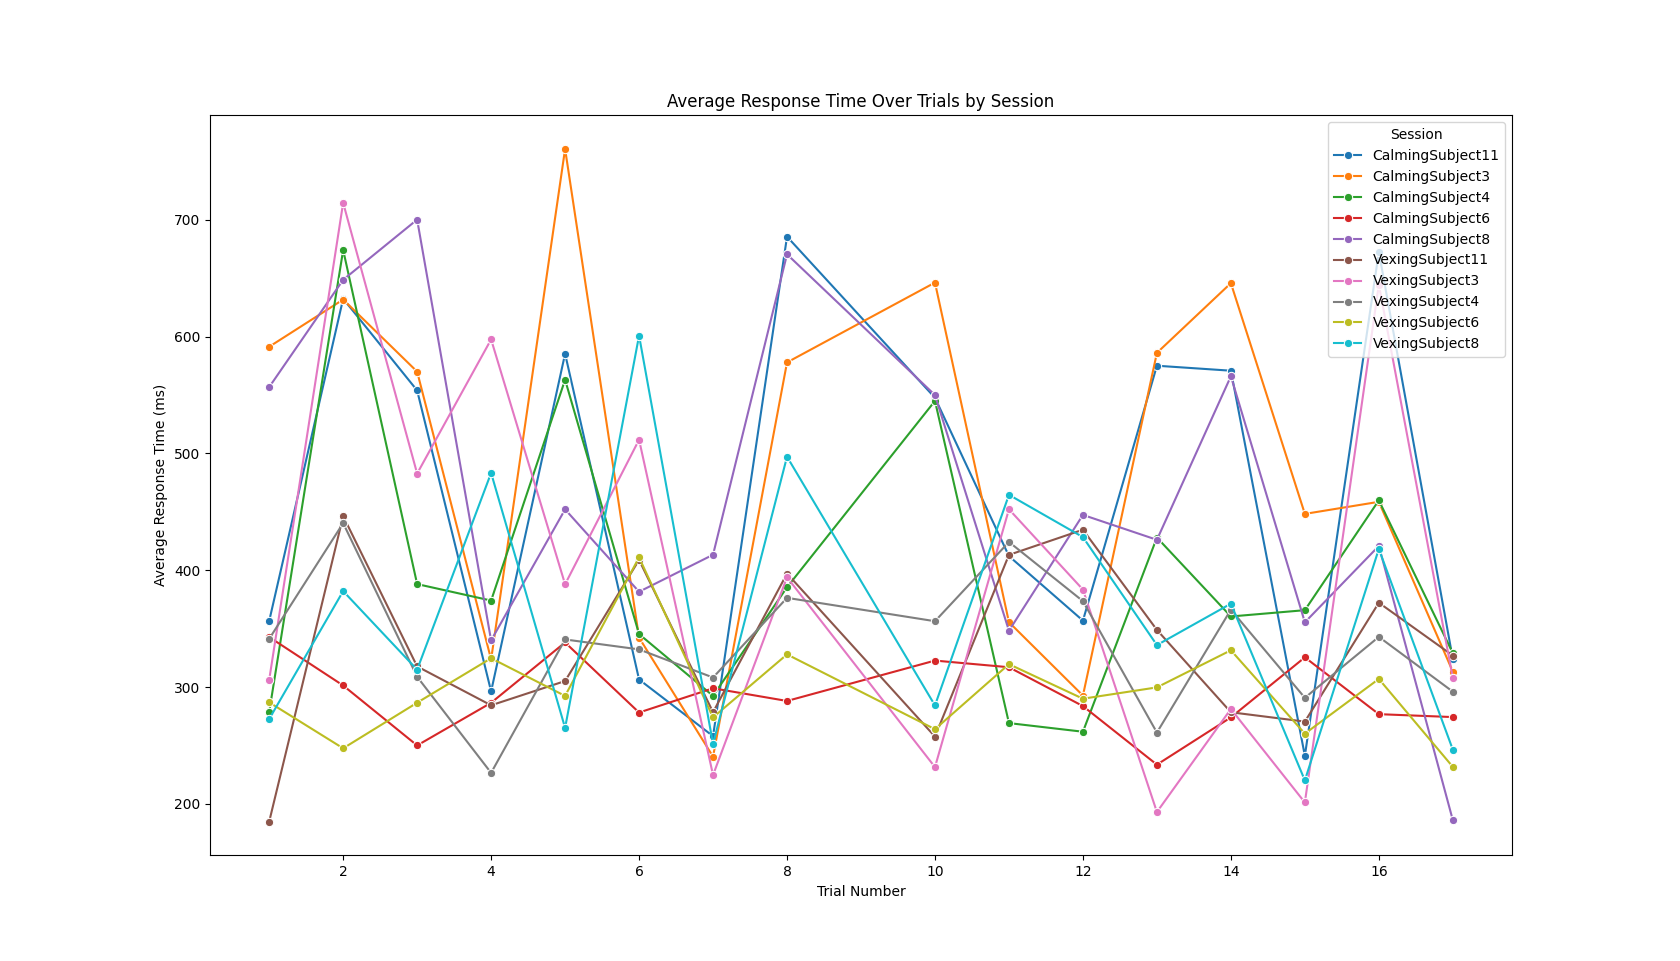 Average Response Time Over Trials by Session
Session
CalmingSubject11
CalmingSubject3
CalmingSubject4
CalmingSubject6
CalmingSubject8
VexingSubject11
VexingSubject3
VexingSubject4
VexingSubject6
VexingSubject8
Average Response Time (ms)
700
600
500
400
300
200
2 4 6 8 10 12 14 16
Trial Number